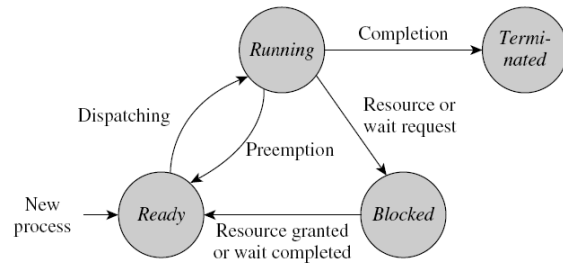 Running
Completion
Termi-
nated
Dispatching
Resource or
wait request
Preemption
New
process
Ready
Resource granted
or wait completed
Blocked